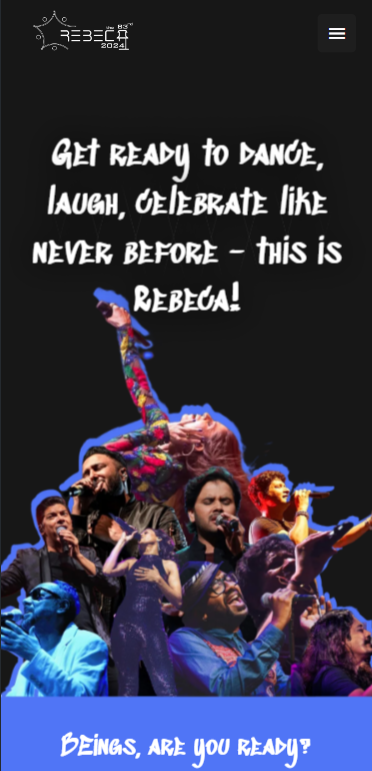 the 83rd
REBECA
2024
Get ready to dance,
laugh, celebrate like
never before - this is
Rebeca!
BEings, are you ready?